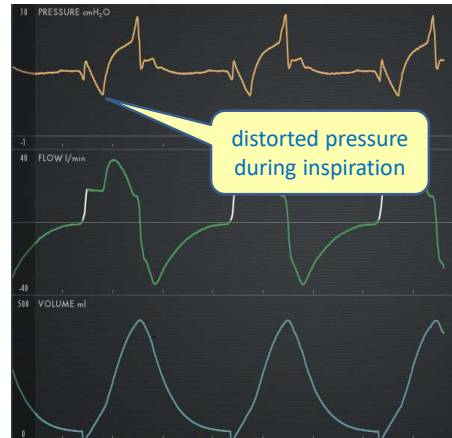 10 PRESSURE cmH₂O
distorted pressure
during inspiration
-1
40 FLOW l/min
-40
500 VOLUME ml
0